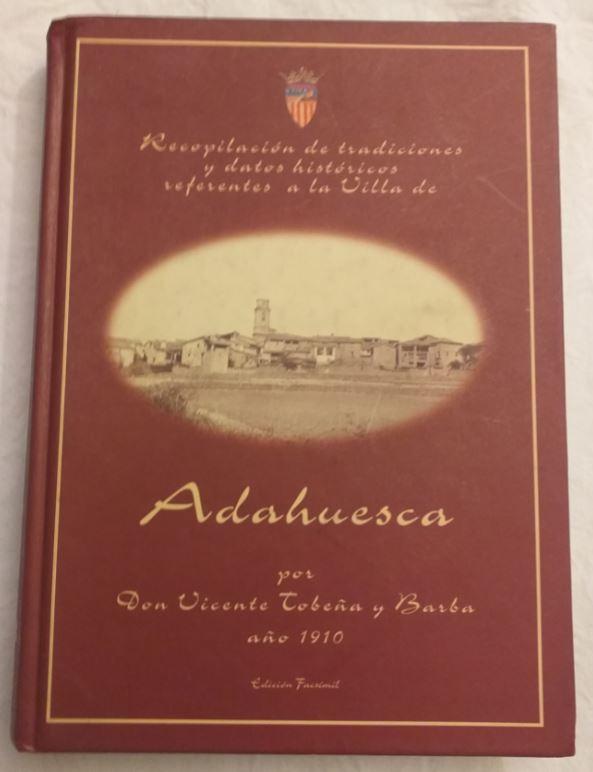 Recopilación de tradiciones
y datos históricos
referentes a la Villa de
Adahuesca
por
Don Vicente Tobeña y Barba
año 1910
Edición Facsímil